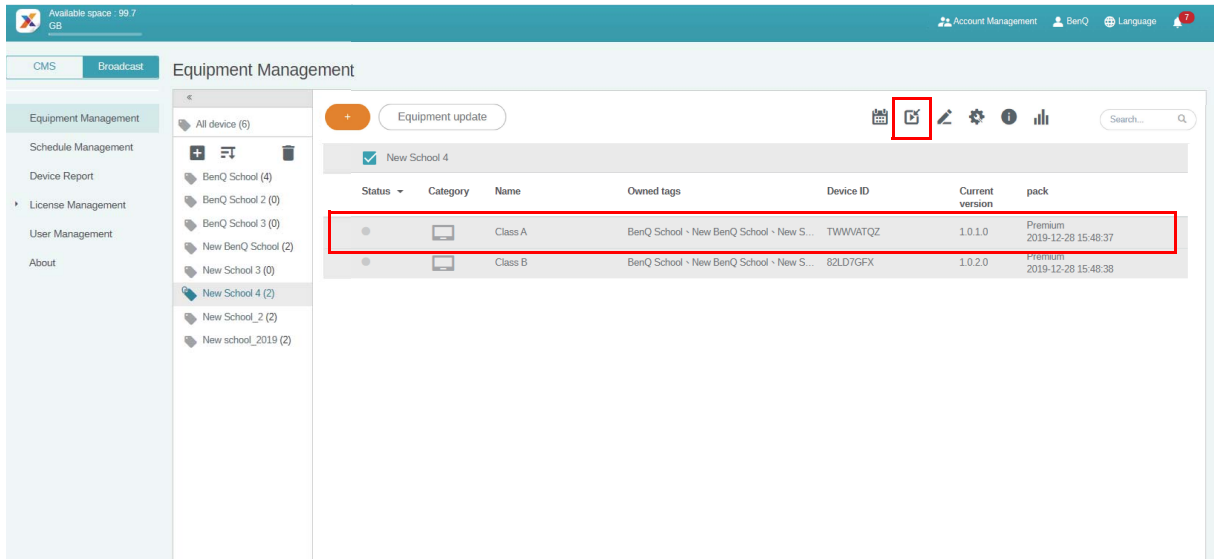 Available space : 99.7
GB
Account Management
BenQ
Language
7
CMS
Broadcast
Equipment Management
Schedule Management
Device Report
License Management
User Management
About
Equipment Management
«
All device (6)
BenQ School (4)
BenQ School 2 (0)
BenQ School 3 (0)
New BenQ School (2)
New School 3 (0)
New School 4 (2)
New School_2 (2)
New school_2019 (2)
+
Equipment update
Search...
New School 4
Status Category Name Owned tags Device ID Current version pack
Class A BenQ School、New BenQ School、New S... TWWVATQZ 1.0.1.0 Premium
2019-12-28 15:48:37
Class B BenQ School、New BenQ School、New S... 82LD7GFX 1.0.2.0 Premium
2019-12-28 15:48:38